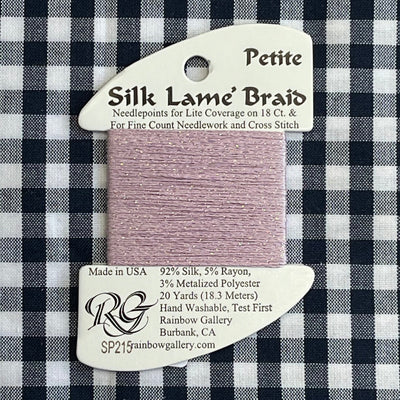 Petite
Silk Lamé Braid
Needlepoints for Lite Coverage on 18 Ct. &
For Fine Count Needlework and Cross Stitch
Made in USA
92% Silk, 5% Rayon,
3% Metalized Polyester
20 Yards (18.3 Meters)
Hand Washable, Test First
Rainbow Gallery
Burbank, CA
RG
SP215
rainbowgallery.com